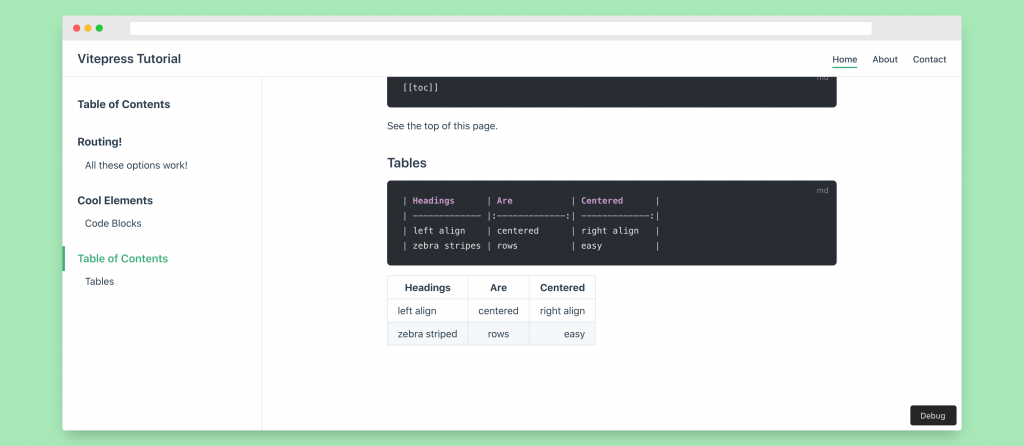 Vitepress Tutorial
Home About Contact
Table of Contents
Routing!
All these options work!
Cool Elements
Code Blocks
Table of Contents
Tables
[[toc]]
See the top of this page.
Tables
md
| Headings      | Are         | Centered      |
| ------------- |:-------------:| -------------:|
| left align    | centered      | right align   |
| zebra stripes | rows          | easy          |
Headings Are Centered
left align centered right align
zebra striped rows easy
Debug